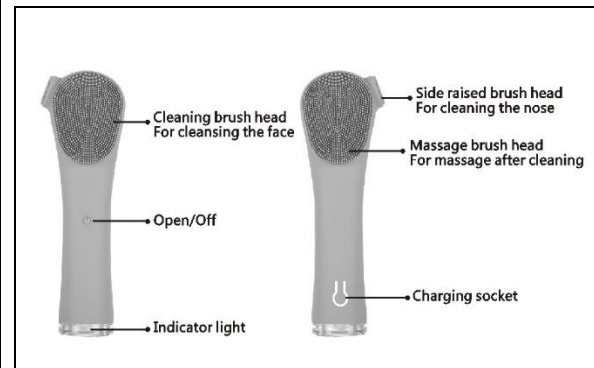 Cleaning brush head
For cleansing the face
Open/Off
Indicator light
Side raised brush head
For cleaning the nose
Massage brush head
For massage after cleaning
Charging socket